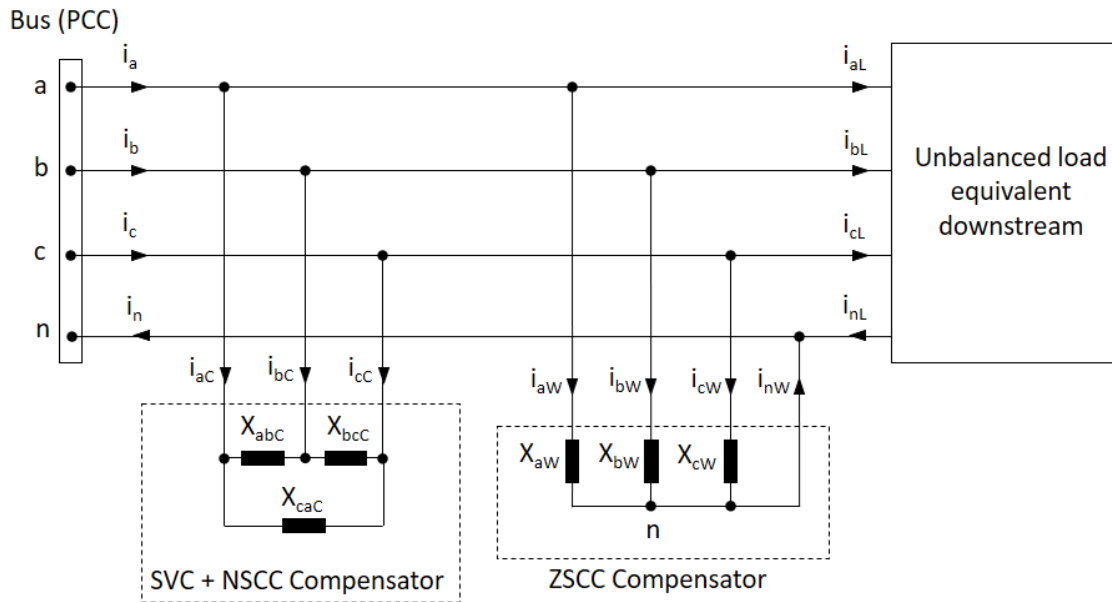 Bus (PCC)
a
b
c
n
i_a
i_b
i_c
i_n
i_aL
i_bL
i_cL
i_nL
Unbalanced load
equivalent
downstream
i_aC
i_bC
i_cC
i_aW
i_bW
i_cW
i_nW
X_abC
X_bcC
X_caC
X_aW
X_bW
X_cW
n
SVC + NSCC Compensator
ZSCC Compensator